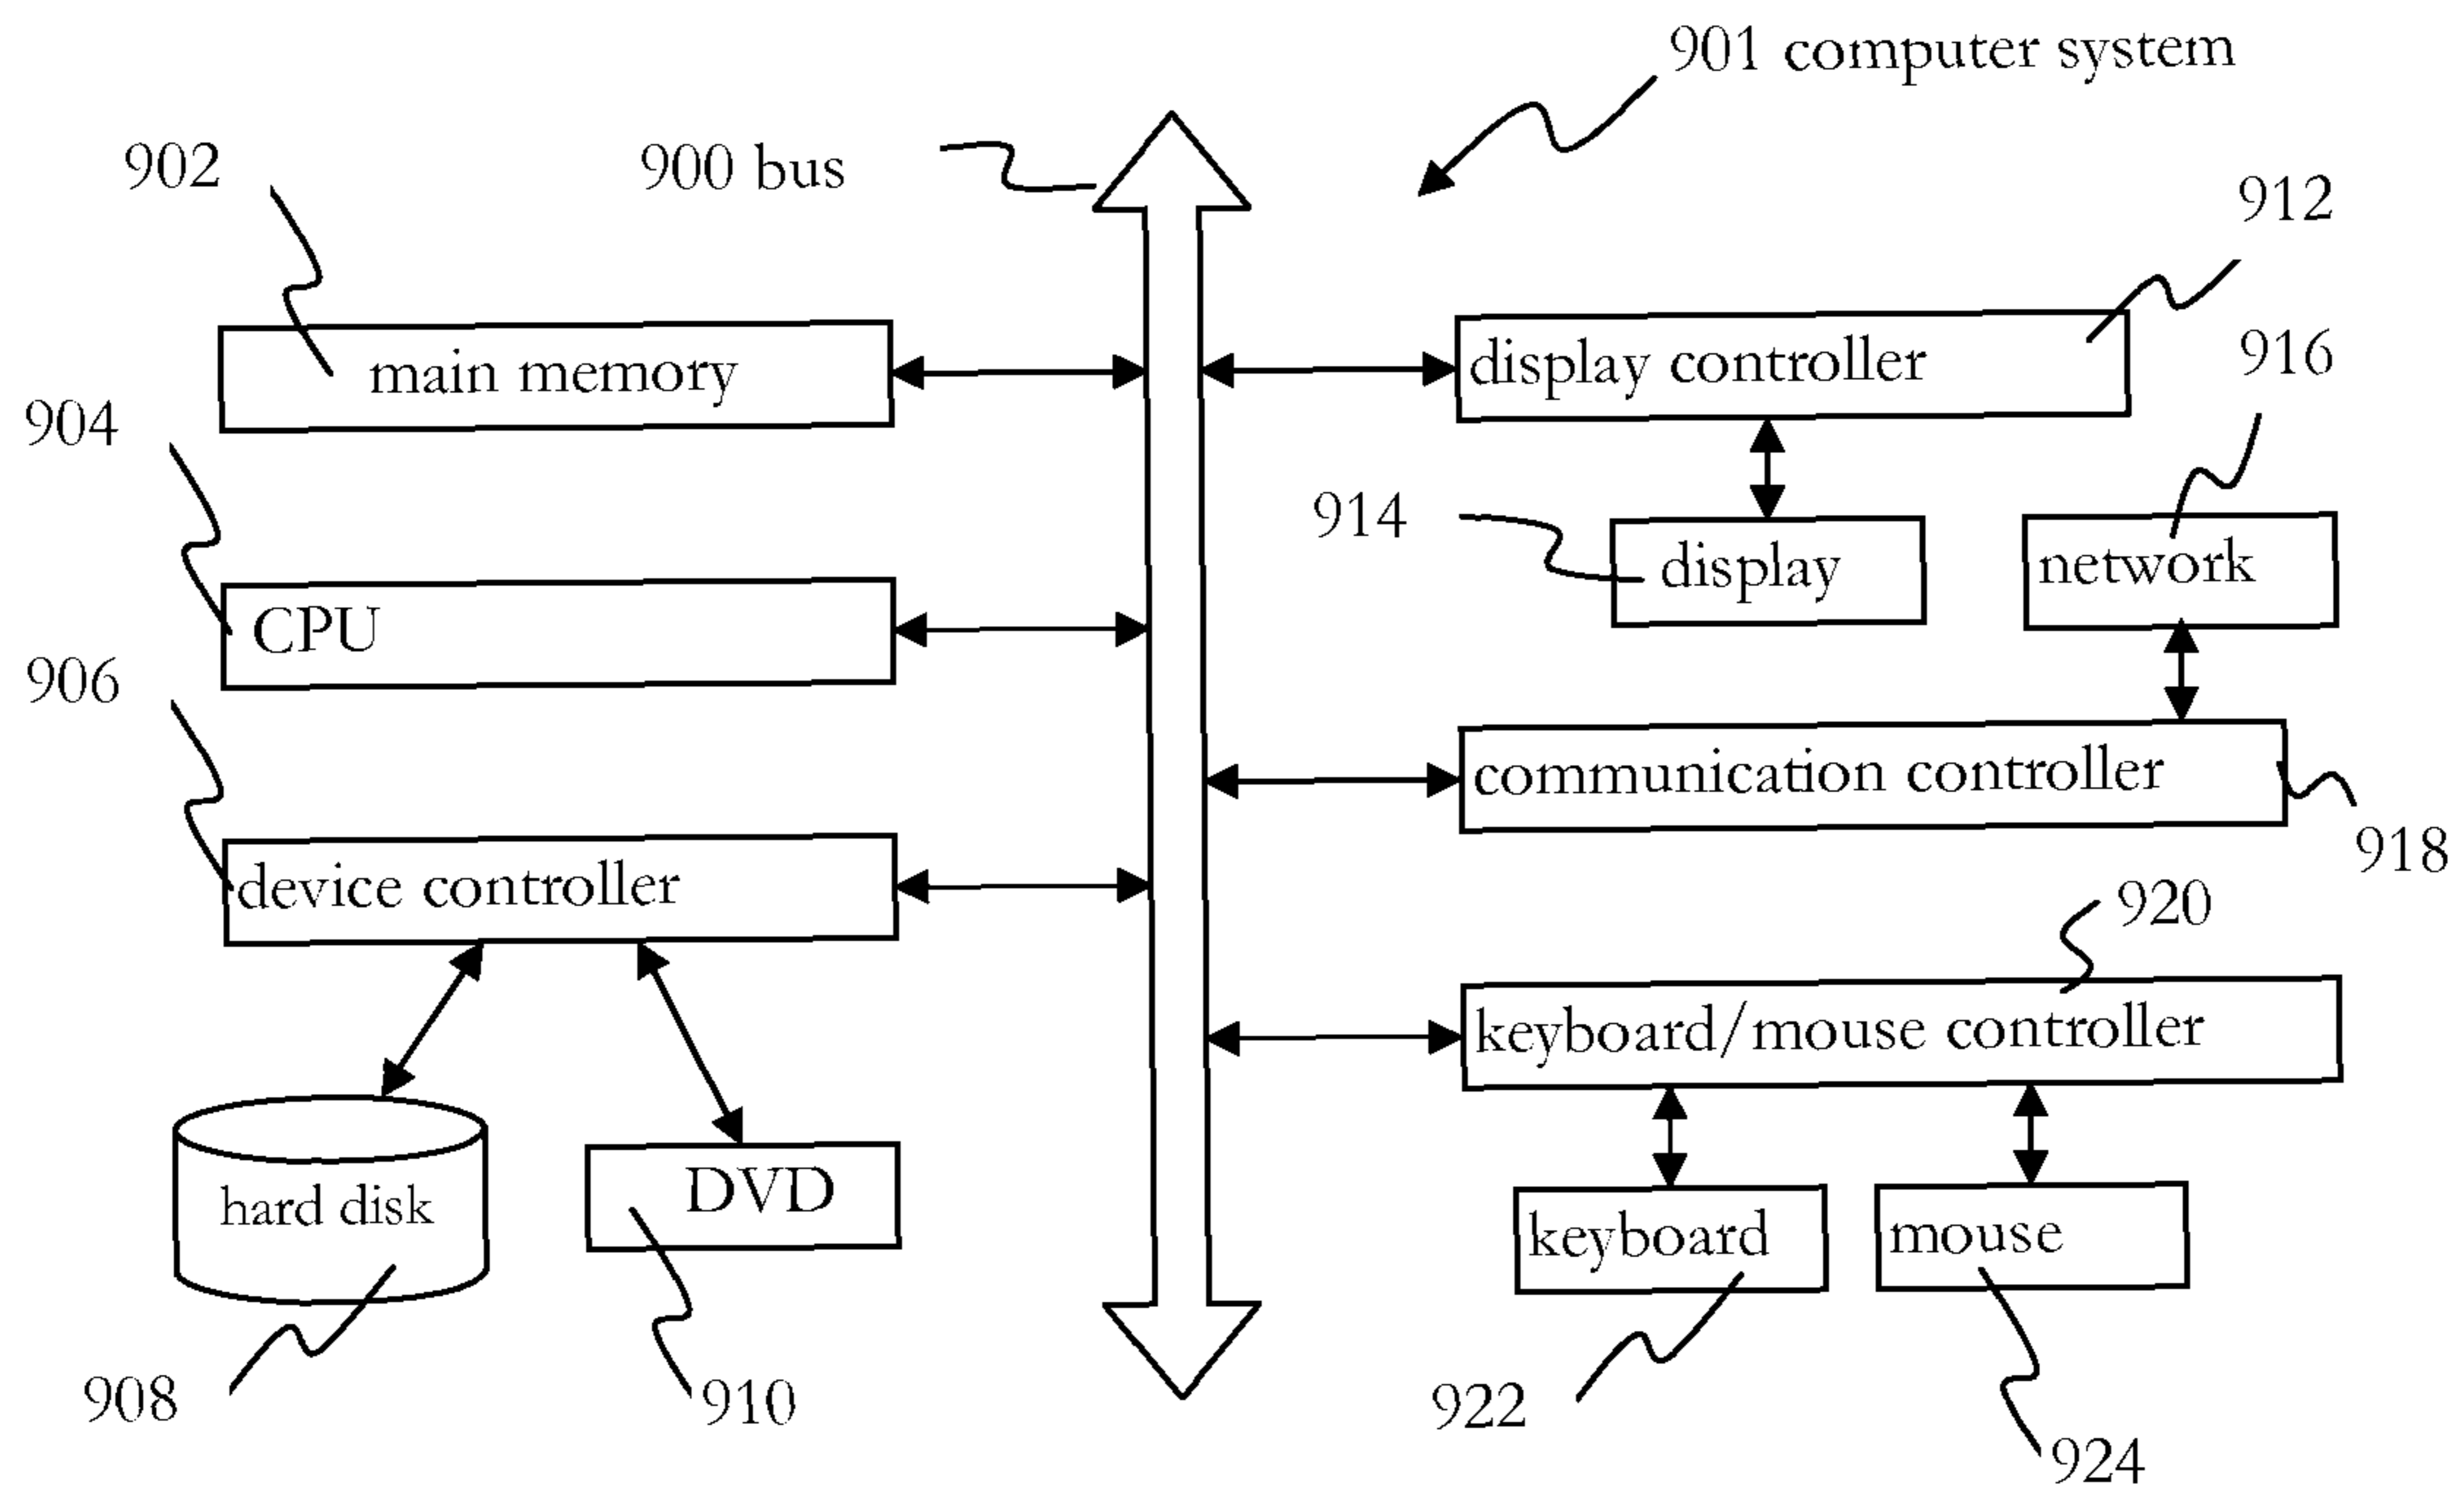 901 computer system
902
900 bus
912
main memory
display controller
916
904
914
display
network
CPU
906
communication controller
918
device controller
920
keyboard/mouse controller
hard disk
DVD
keyboard
mouse
908
910
922
924